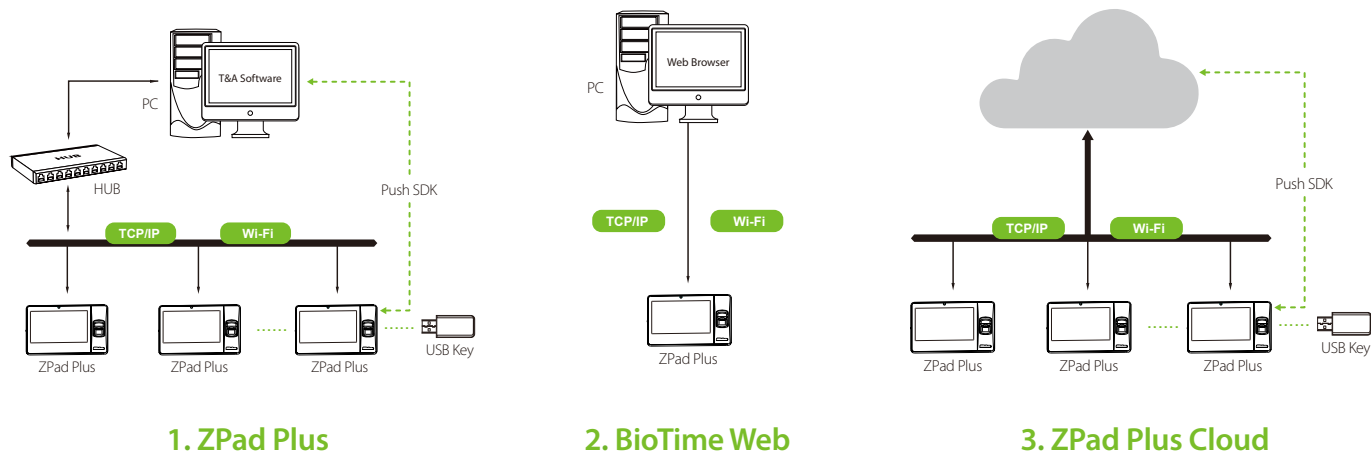 T&A Software
PC
HUB
HUB
Push SDK
TCP/IP
Wi-Fi
ZPad Plus
ZPad Plus
ZPad Plus
USB Key
1. ZPad Plus
Web Browser
PC
TCP/IP
Wi-Fi
ZPad Plus
2. BioTime Web
Push SDK
TCP/IP
Wi-Fi
ZPad Plus
ZPad Plus
ZPad Plus
USB Key
3. ZPad Plus Cloud